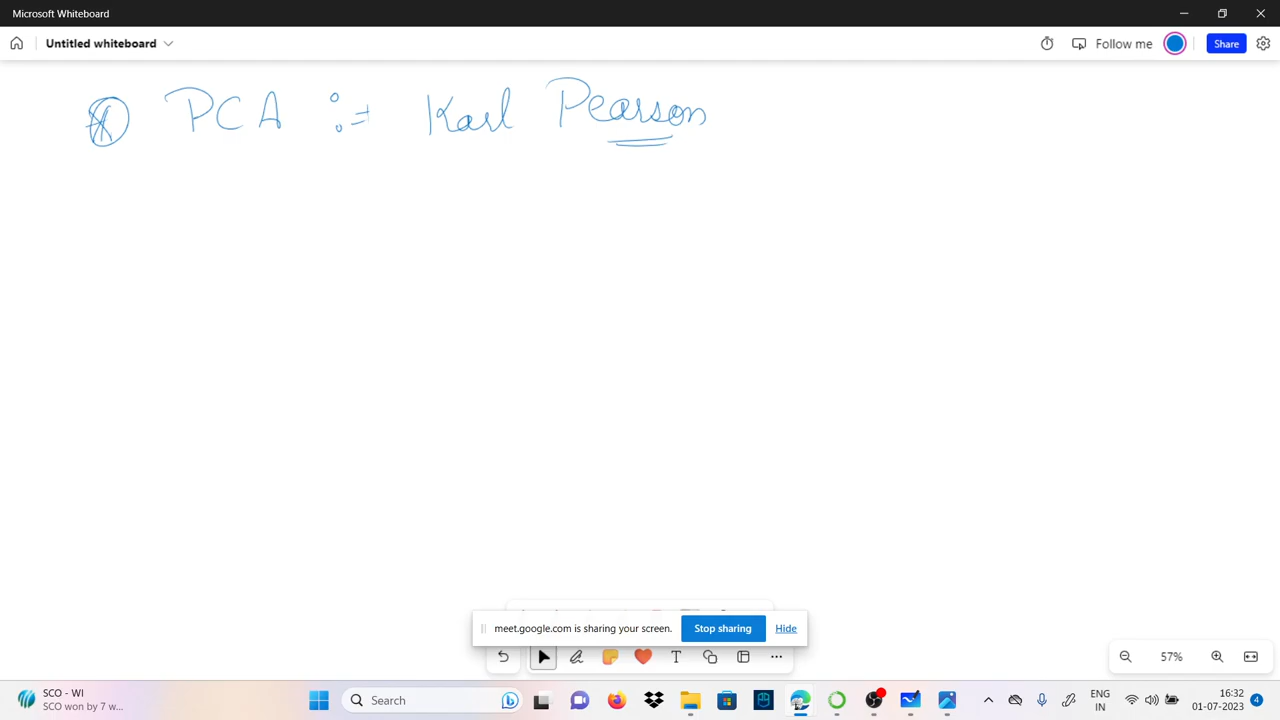 Microsoft Whiteboard
Untitled whiteboard
Follow me
Share
PCA :- Karl Pearson
meet.google.com is sharing your screen.
Stop sharing
Hide
57%
SCO - WI
SCO won by 7 w...
Search
ENG
IN
16:32
01-07-2023
4